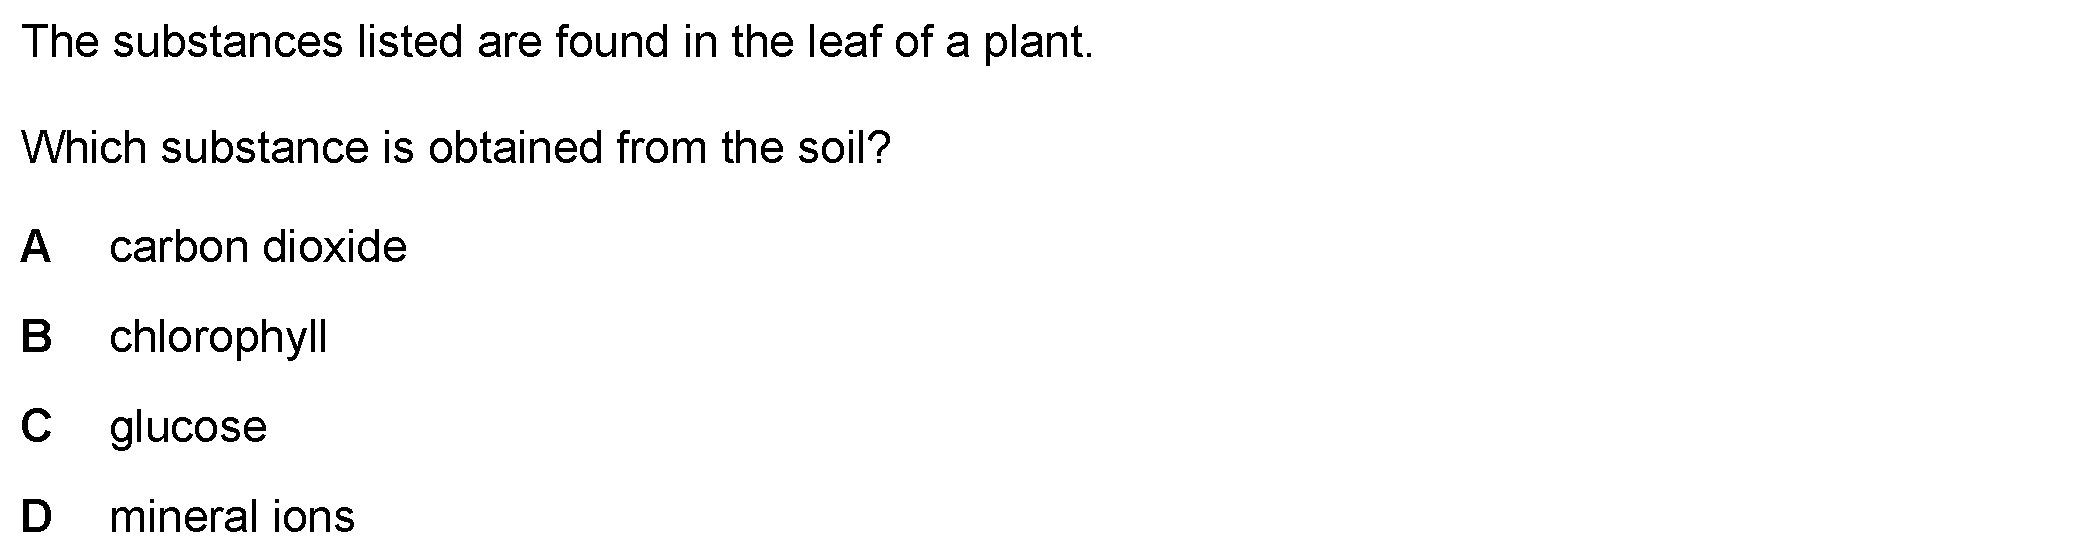 The substances listed are found in the leaf of a plant.
Which substance is obtained from the soil?
A carbon dioxide
B chlorophyll
C glucose
D mineral ions